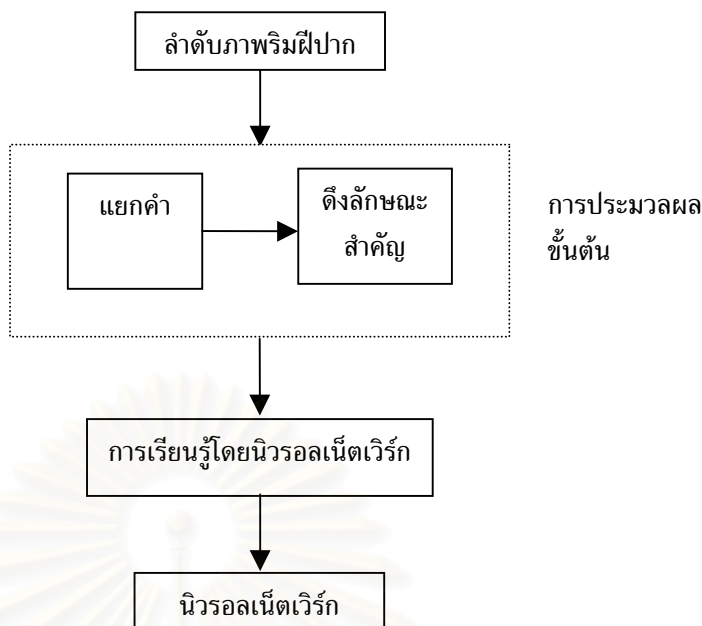 ลำดับภาพริมฝีปาก
แยกคำ
ดึงลักษณะ
สำคัญ
การประมวลผล
ขั้นต้น
การเรียนรู้โดยนิวรอลเน็ตเวิร์ก
นิวรอลเน็ตเวิร์ก